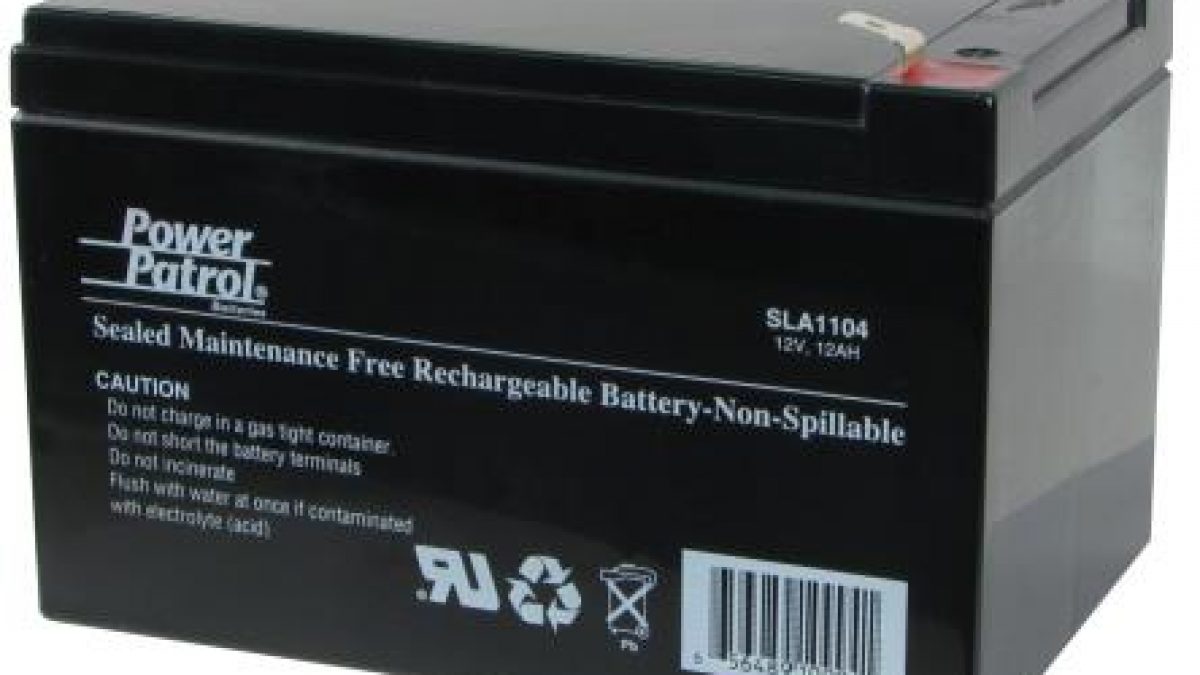 Power
Patrol®
Batteries
SLA1104
12V, 12AH
Sealed Maintenance Free Rechargeable Battery-Non-Spillable
CAUTION
Do not charge in a gas tight container.
Do not short the battery terminals
Do not incinerate
Flush with water at once if contaminated
with electrolyte (acid)
Pb